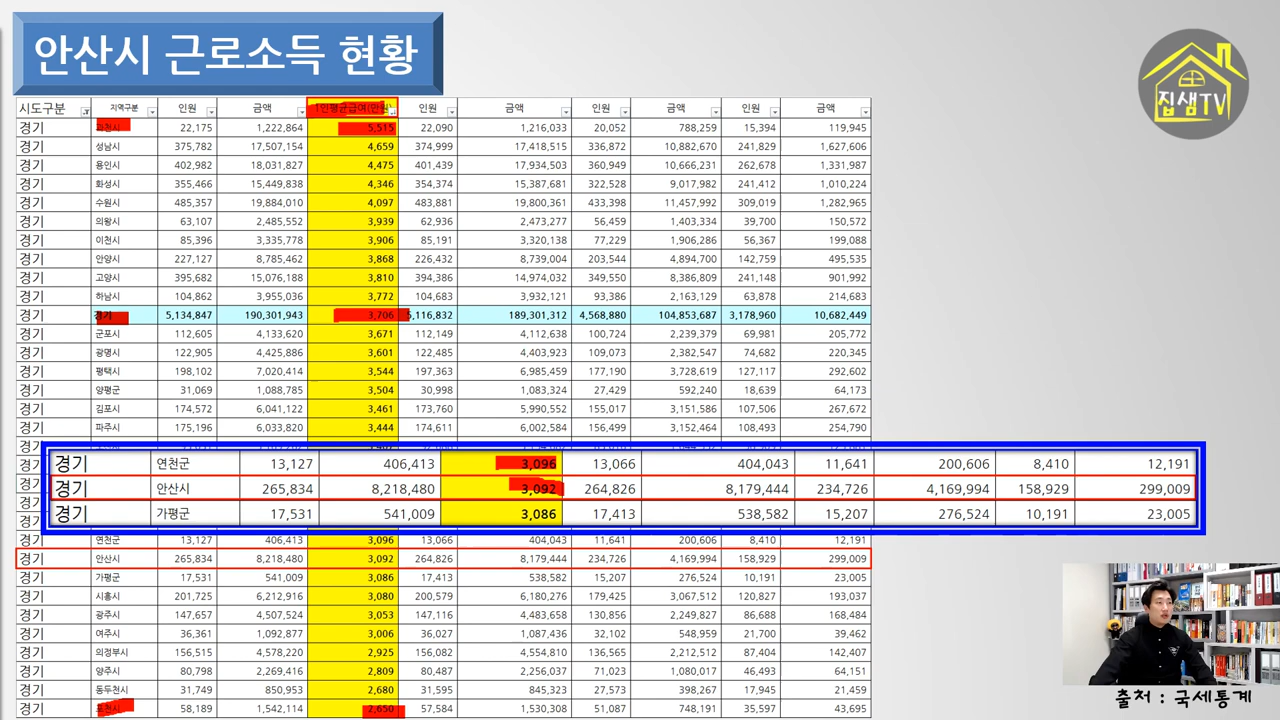 안산시 근로소득 현황
집샘TV
시도구분 지역구분 인원 금액 1인평균급여(만원) 인원 금액 인원 금액 인원 금액
경기 과천시 22,175 1,222,864 5,515 22,090 1,216,033 20,052 788,259 15,394 119,945
경기 성남시 375,782 17,507,154 4,659 374,999 17,418,515 336,872 10,882,670 241,829 1,627,606
경기 용인시 402,982 18,031,827 4,475 401,439 17,934,503 360,949 10,666,231 262,678 1,331,987
경기 화성시 355,466 15,449,838 4,346 354,374 15,387,681 322,528 9,017,982 241,412 1,010,224
경기 수원시 485,357 19,884,010 4,097 483,881 19,800,361 433,398 11,457,992 309,019 1,282,965
경기 의왕시 63,107 2,485,552 3,939 62,936 2,473,277 56,459 1,403,334 39,700 150,572
경기 이천시 85,396 3,335,778 3,906 85,191 3,320,138 77,229 1,906,286 56,367 199,088
경기 안양시 227,127 8,785,462 3,868 226,432 8,739,004 203,544 4,894,700 142,759 495,535
경기 고양시 395,682 15,076,188 3,810 394,386 14,974,032 349,550 8,386,809 241,148 901,992
경기 하남시 104,862 3,955,036 3,772 104,683 3,932,121 93,386 2,163,129 63,878 214,683
경기 경기 5,134,847 190,301,943 3,706 5,116,832 189,301,312 4,568,880 104,853,687 3,178,960 10,682,449
경기 군포시 112,605 4,133,620 3,671 112,149 4,112,638 100,724 2,239,379 69,981 205,772
경기 광명시 122,905 4,425,886 3,601 122,485 4,403,923 109,073 2,382,547 74,682 220,345
경기 평택시 198,102 7,020,414 3,544 197,363 6,985,459 177,190 3,728,619 127,117 292,602
경기 양평군 31,069 1,088,785 3,504 30,998 1,083,324 27,429 592,240 18,639 64,173
경기 김포시 174,572 6,041,122 3,461 173,760 5,990,552 155,017 3,151,586 107,506 267,672
경기 파주시 175,196 6,033,820 3,444 174,611 6,002,584 156,499 3,152,464 108,493 254,790
경기 연천군 13,127 406,413 3,096 13,066 404,043 11,641 200,606 8,410 12,191
경기 안산시 265,834 8,218,480 3,092 264,826 8,179,444 234,726 4,169,994 158,929 299,009
경기 가평군 17,531 541,009 3,086 17,413 538,582 15,207 276,524 10,191 23,005
연천군 13,127 406,413 3,096 13,066 404,043 11,641 200,606 8,410 12,191
경기 안산시 265,834 8,218,480 3,092 264,826 8,179,444 234,726 4,169,994 158,929 299,009
경기 가평군 17,531 541,009 3,086 17,413 538,582 15,207 276,524 10,191 23,005
경기 시흥시 201,725 6,212,916 3,080 200,579 6,180,276 179,425 3,067,512 120,827 193,037
경기 광주시 147,657 4,507,524 3,053 147,116 4,483,658 130,856 2,249,827 86,688 168,484
경기 여주시 36,361 1,092,877 3,006 36,027 1,087,436 32,102 548,959 21,700 39,462
경기 의정부시 156,515 4,578,220 2,925 156,082 4,554,810 136,565 2,212,512 87,404 142,407
경기 양주시 80,798 2,269,416 2,809 80,487 2,256,037 71,023 1,080,017 46,493 64,151
경기 동두천시 31,749 850,953 2,680 31,595 845,323 27,573 398,267 17,945 21,459
경기 포천시 58,189 1,542,114 2,650 57,584 1,530,308 51,087 748,191 35,597 43,695
출처 : 국세통계